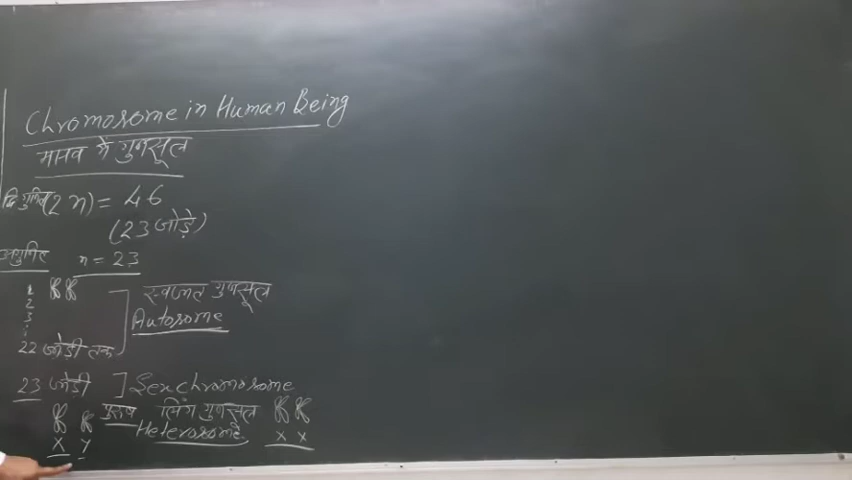 Chromosome in Human Being
मानव में गुणसूत्र
द्विगुणित (2n) = 46
(23 जोड़े)
अगुणित n = 23
1
2
3
22 जोड़ी तक
गुणसूत्र
Autosome
23 जोड़ी ] Sex chromosome
पुरुष लिंग गुणसूत्र
X Y Heterosome X X